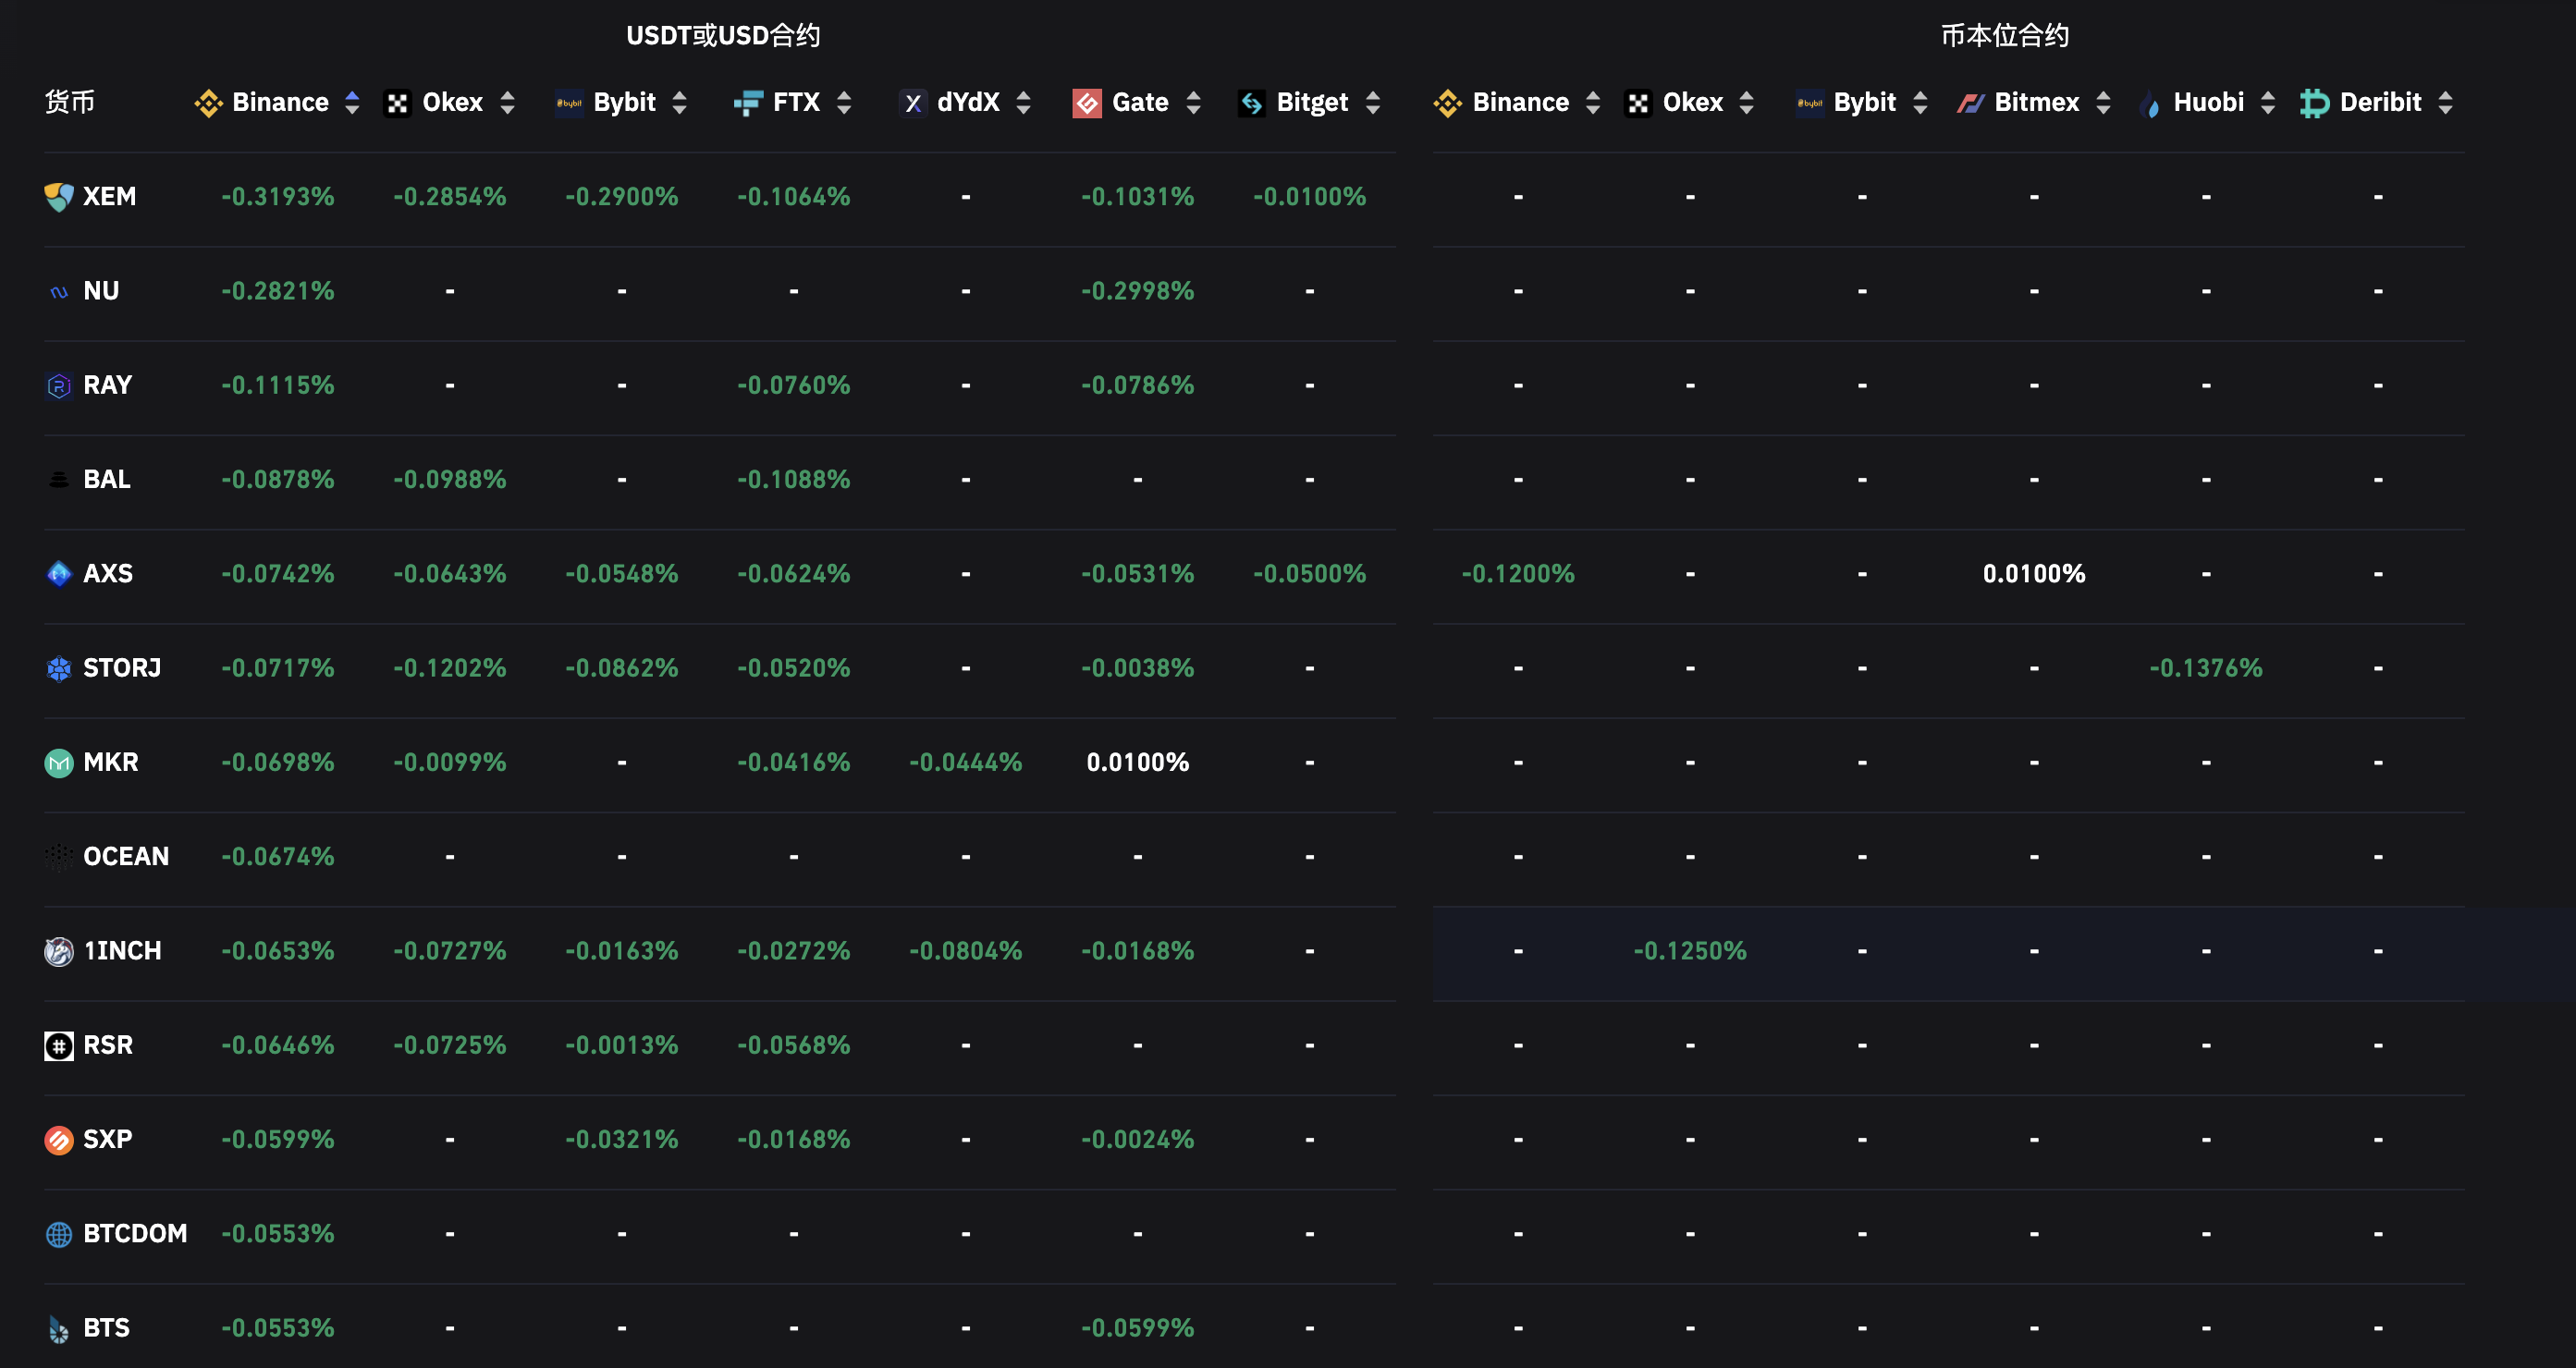 USDT或USD合约 币本位合约
货币 Binance Okex Bybit FTX dYdX Gate Bitget Binance Okex Bybit Bitmex Huobi Deribit
XEM -0.3193% -0.2854% -0.2900% -0.1064% - -0.1031% -0.0100% - - - - - -
NU -0.2821% - - - - -0.2998% - - - - - - -
RAY -0.1115% - - -0.0760% - -0.0786% - - - - - - -
BAL -0.0878% -0.0988% - -0.1088% - - - - - - - - -
AXS -0.0742% -0.0643% -0.0548% -0.0624% - -0.0531% -0.0500% -0.1200% - - 0.0100% - -
STORJ -0.0717% -0.1202% -0.0862% -0.0520% - -0.0038% - - - - - -0.1376% -
MKR -0.0698% -0.0099% - -0.0416% -0.0444% 0.0100% - - - - - - -
OCEAN -0.0674% - - - - - - - - - - - -
1INCH -0.0653% -0.0727% -0.0163% -0.0272% -0.0804% -0.0168% - - -0.1250% - - - -
RSR -0.0646% -0.0725% -0.0013% -0.0568% - - - - - - - - -
SXP -0.0599% - -0.0321% -0.0168% - -0.0024% - - - - - - -
BTCDOM -0.0553% - - - - - - - - - - - -
BTS -0.0553% - - - - -0.0599% - - - - - - -